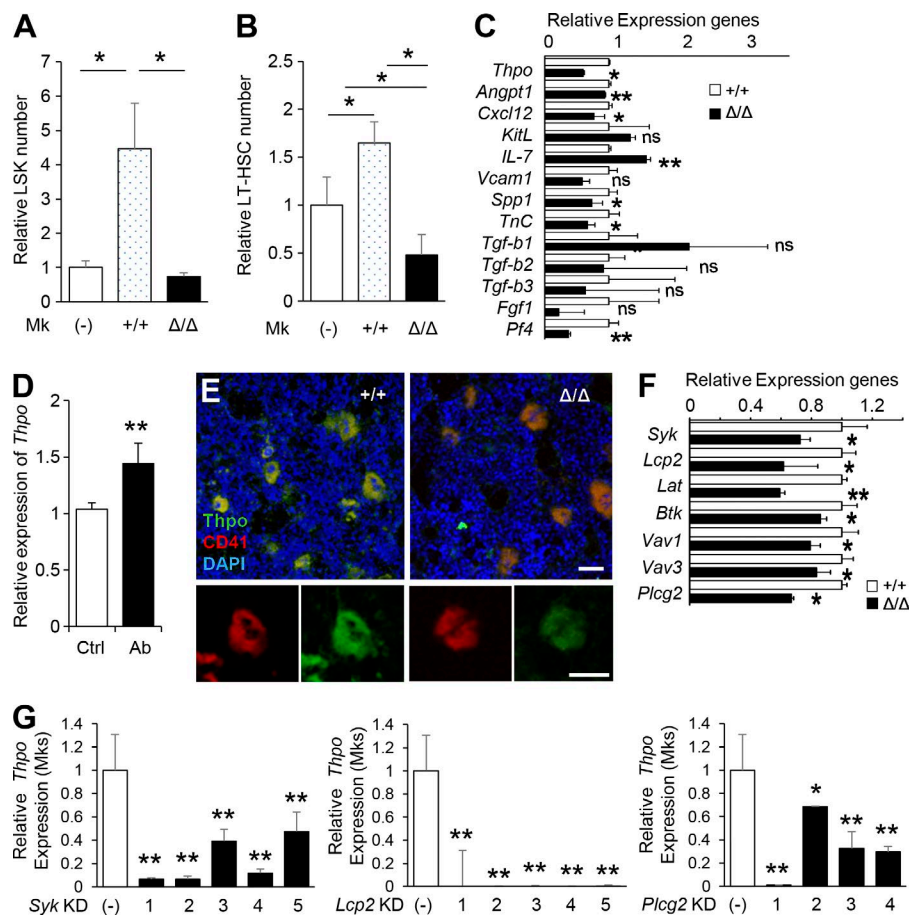 A
Relative LSK number
7
6
5
4
3
2
1
0
*
*
Mk (-) +/+ Δ/Δ
B
Relative LT-HSC number
2.5
2
1.5
1
0.5
0
*
*
*
Mk (-) +/+ Δ/Δ
C
Relative Expression genes
0 1 2 3
Thpo *
Angpt1 **
Cxcl12 *
KitL ns
IL-7 **
Vcam1 ns
Spp1 *
TnC *
Tgf-b1 ns
Tgf-b2 ns
Tgf-b3 ns
Fgf1 ns
Pf4 **
+/+
Δ/Δ
D
Relative expression of Thpo
2
1.5
1
0.5
0
**
Ctrl Ab
E
+/+
Δ/Δ
Thpo
CD41
DAPI
F
Relative Expression genes
0 0.4 0.8 1.2
Syk *
Lcp2 *
Lat **
Btk *
Vav1 *
Vav3 *
Plcg2 *
+/+
Δ/Δ
G
Relative Thpo
Expression (Mks)
1.4
1.2
1
0.8
0.6
0.4
0.2
0
** ** ** ** **
Syk KD (-) 1 2 3 4 5
Relative Thpo
Expression (Mks)
1.4
1.2
1
0.8
0.6
0.4
0.2
0
** ** ** ** **
Lcp2 KD (-) 1 2 3 4 5
Relative Thpo
Expression (Mks)
1.4
1.2
1
0.8
0.6
0.4
0.2
0
** * ** **
Plcg2 KD (-) 1 2 3 4